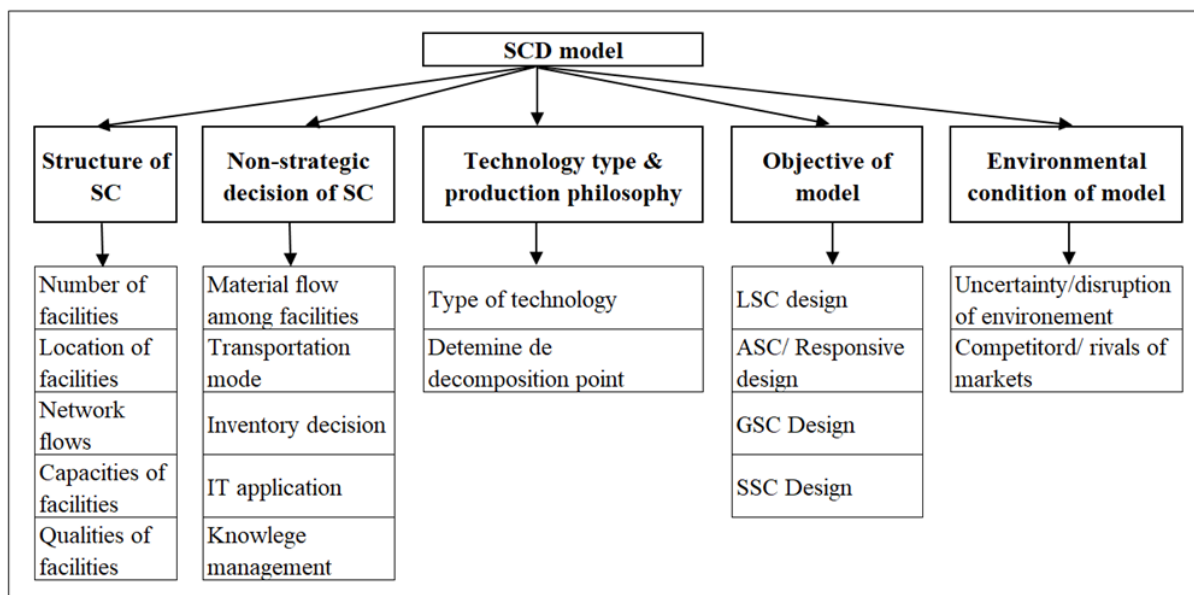 SCD model
Structure of
SC
Non-strategic
decision of SC
Technology type &
production philosophy
Objective of
model
Environmental
condition of model
Number of
facilities
Location of
facilities
Network
flows
Capacities of
facilities
Qualities of
facilities
Material flow
among facilities
Transportation
mode
Inventory decision
IT application
Knowlege
management
Type of technology
Detemine de
decomposition point
LSC design
ASC/ Responsive
design
GSC Design
SSC Design
Uncertainty/disruption
of environement
Competitord/ rivals of
markets